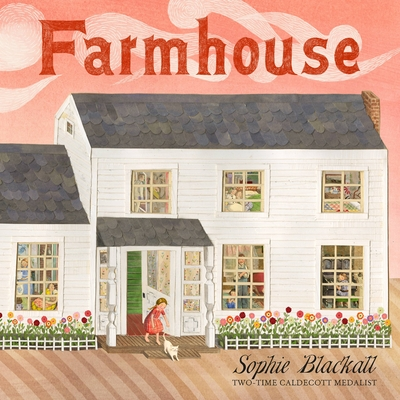 Farmhouse
Sophie Blackall
TWO-TIME CALDECOTT MEDALIST